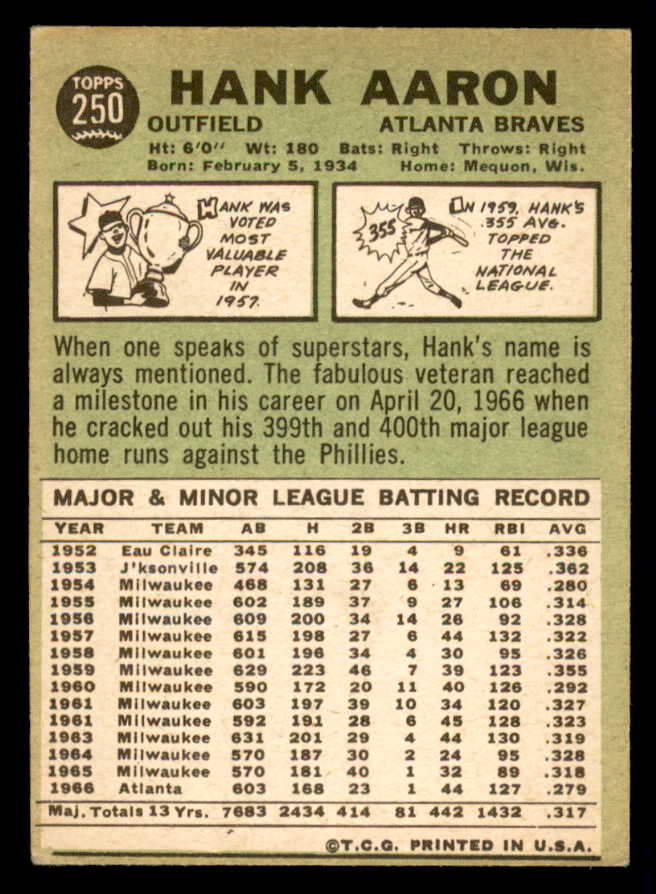 TOPPS
250
HANK AARON
OUTFIELD ATLANTA BRAVES
Ht: 6'0" Wt: 180 Bats: Right Throws: Right
Born: February 5, 1934 Home: Mequon, Wis.
HANK WAS
VOTED
MOST
VALUABLE
PLAYER
IN
1957.
355
IN 1959, HANK'S
.355 AVG.
TOPPED
THE
NATIONAL
LEAGUE.
When one speaks of superstars, Hank's name is
always mentioned. The fabulous veteran reached
a milestone in his career on April 20, 1966 when
he cracked out his 399th and 400th major league
home runs against the Phillies.
MAJOR & MINOR LEAGUE BATTING RECORD
YEAR TEAM AB H 2B 3B HR RBI AVG
1952 Eau Claire 345 116 19 4 9 61 .336
1953 J'ksonville 574 208 36 14 22 125 .362
1954 Milwaukee 468 131 27 6 13 69 .280
1955 Milwaukee 602 189 37 9 27 106 .314
1956 Milwaukee 609 200 34 14 26 92 .328
1957 Milwaukee 615 198 27 6 44 132 .322
1958 Milwaukee 601 196 34 4 30 95 .326
1959 Milwaukee 629 223 46 7 39 123 .355
1960 Milwaukee 590 172 20 11 40 126 .292
1961 Milwaukee 603 197 39 10 34 120 .327
1961 Milwaukee 592 191 28 6 45 128 .323
1963 Milwaukee 631 201 29 4 44 130 .319
1964 Milwaukee 570 187 30 2 24 95 .328
1965 Milwaukee 570 181 40 1 32 89 .318
1966 Atlanta 603 168 23 1 44 127 .279
Maj. Totals 13 Yrs. 7683 2434 414 81 442 1432 .317
©T.C.G. PRINTED IN U.S.A.